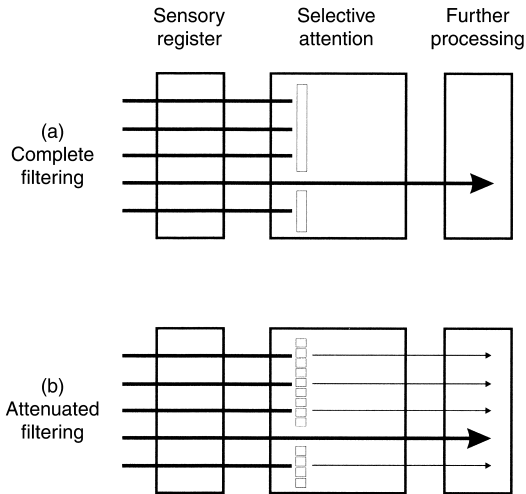 Sensory
register
Selective
attention
Further
processing
(a)
Complete
filtering
(b)
Attenuated
filtering